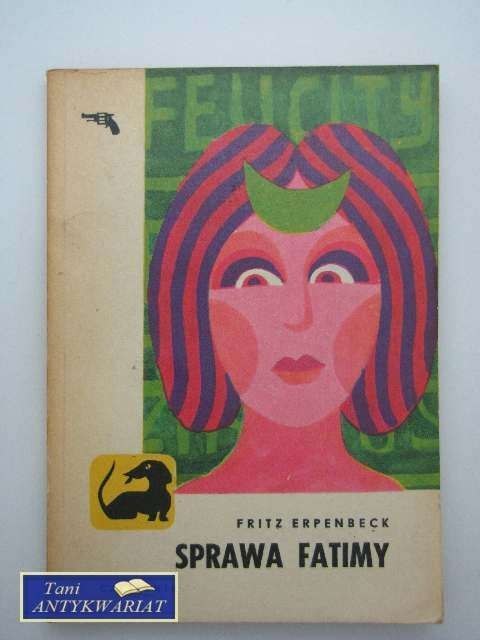 FELICITY
FRITZ ERPENBECK
SPRAWA FATIMY
Tani
ANTYKWARIAT